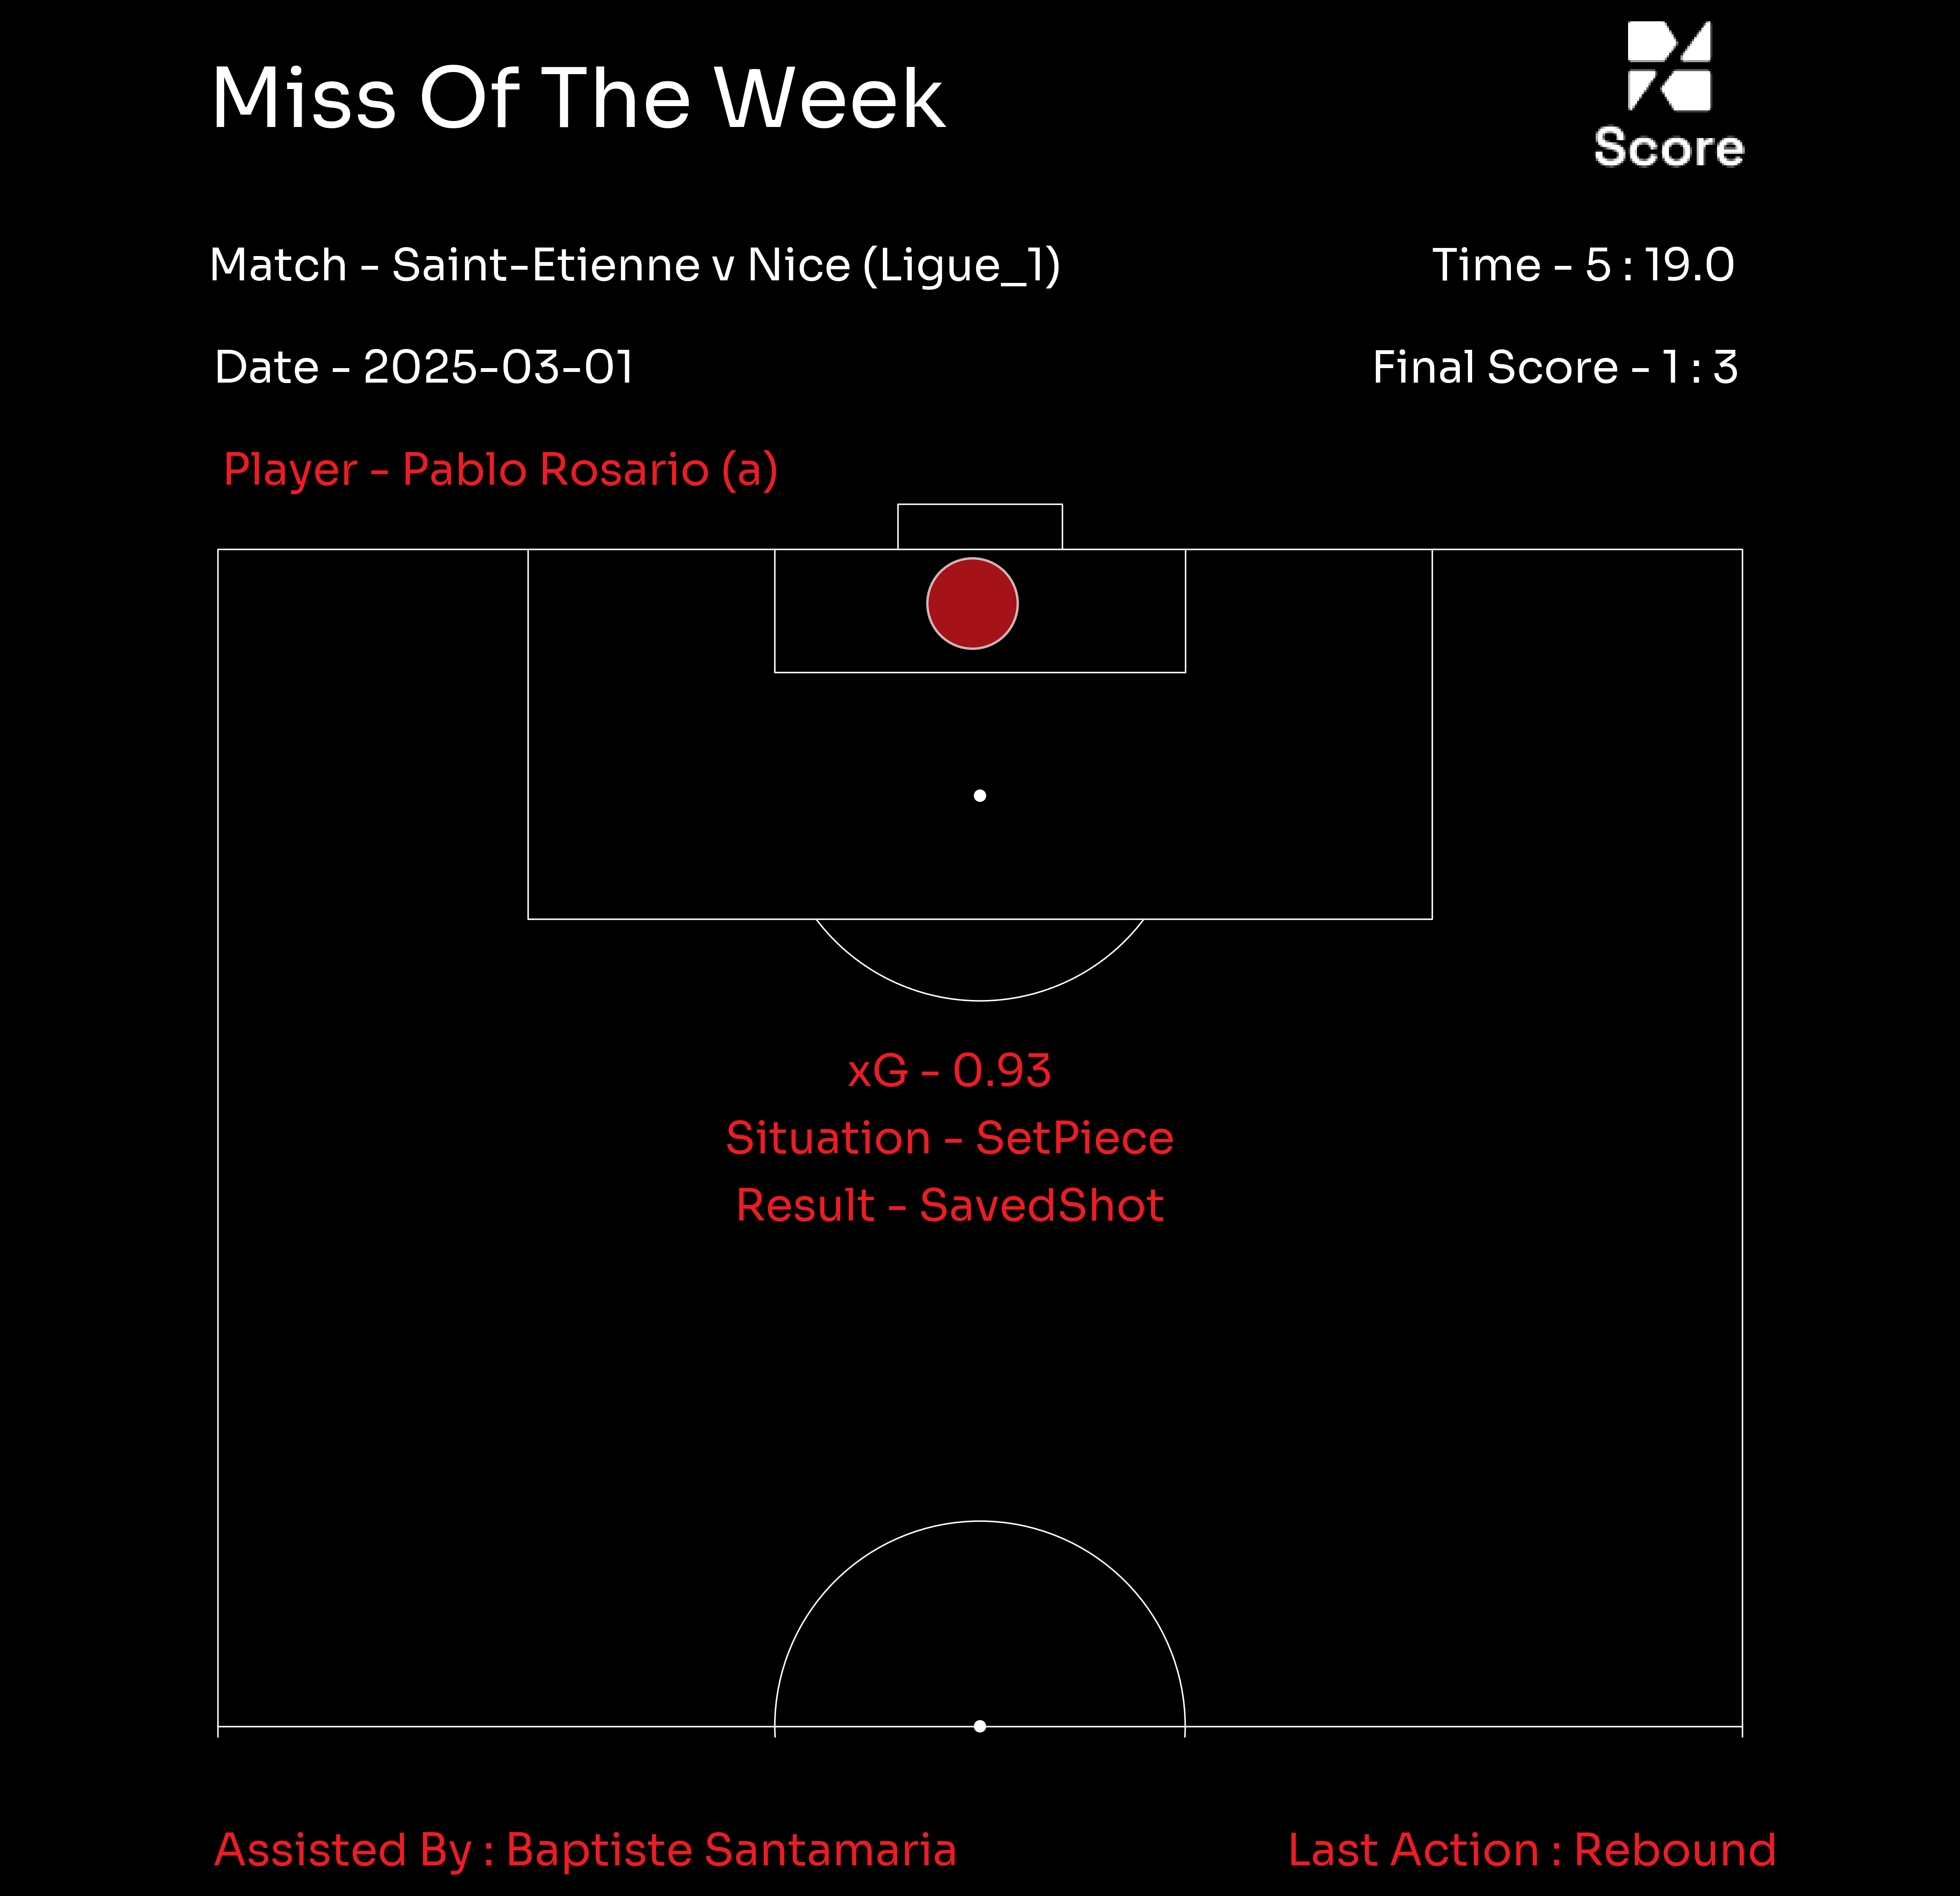 Miss Of The Week
Score
Match - Saint-Etienne v Nice (Ligue_1)
Time - 5 : 19.0
Date - 2025-03-01
Final Score - 1 : 3
Player - Pablo Rosario (a)
xG - 0.93
Situation - SetPiece
Result - SavedShot
Assisted By : Baptiste Santamaria
Last Action : Rebound